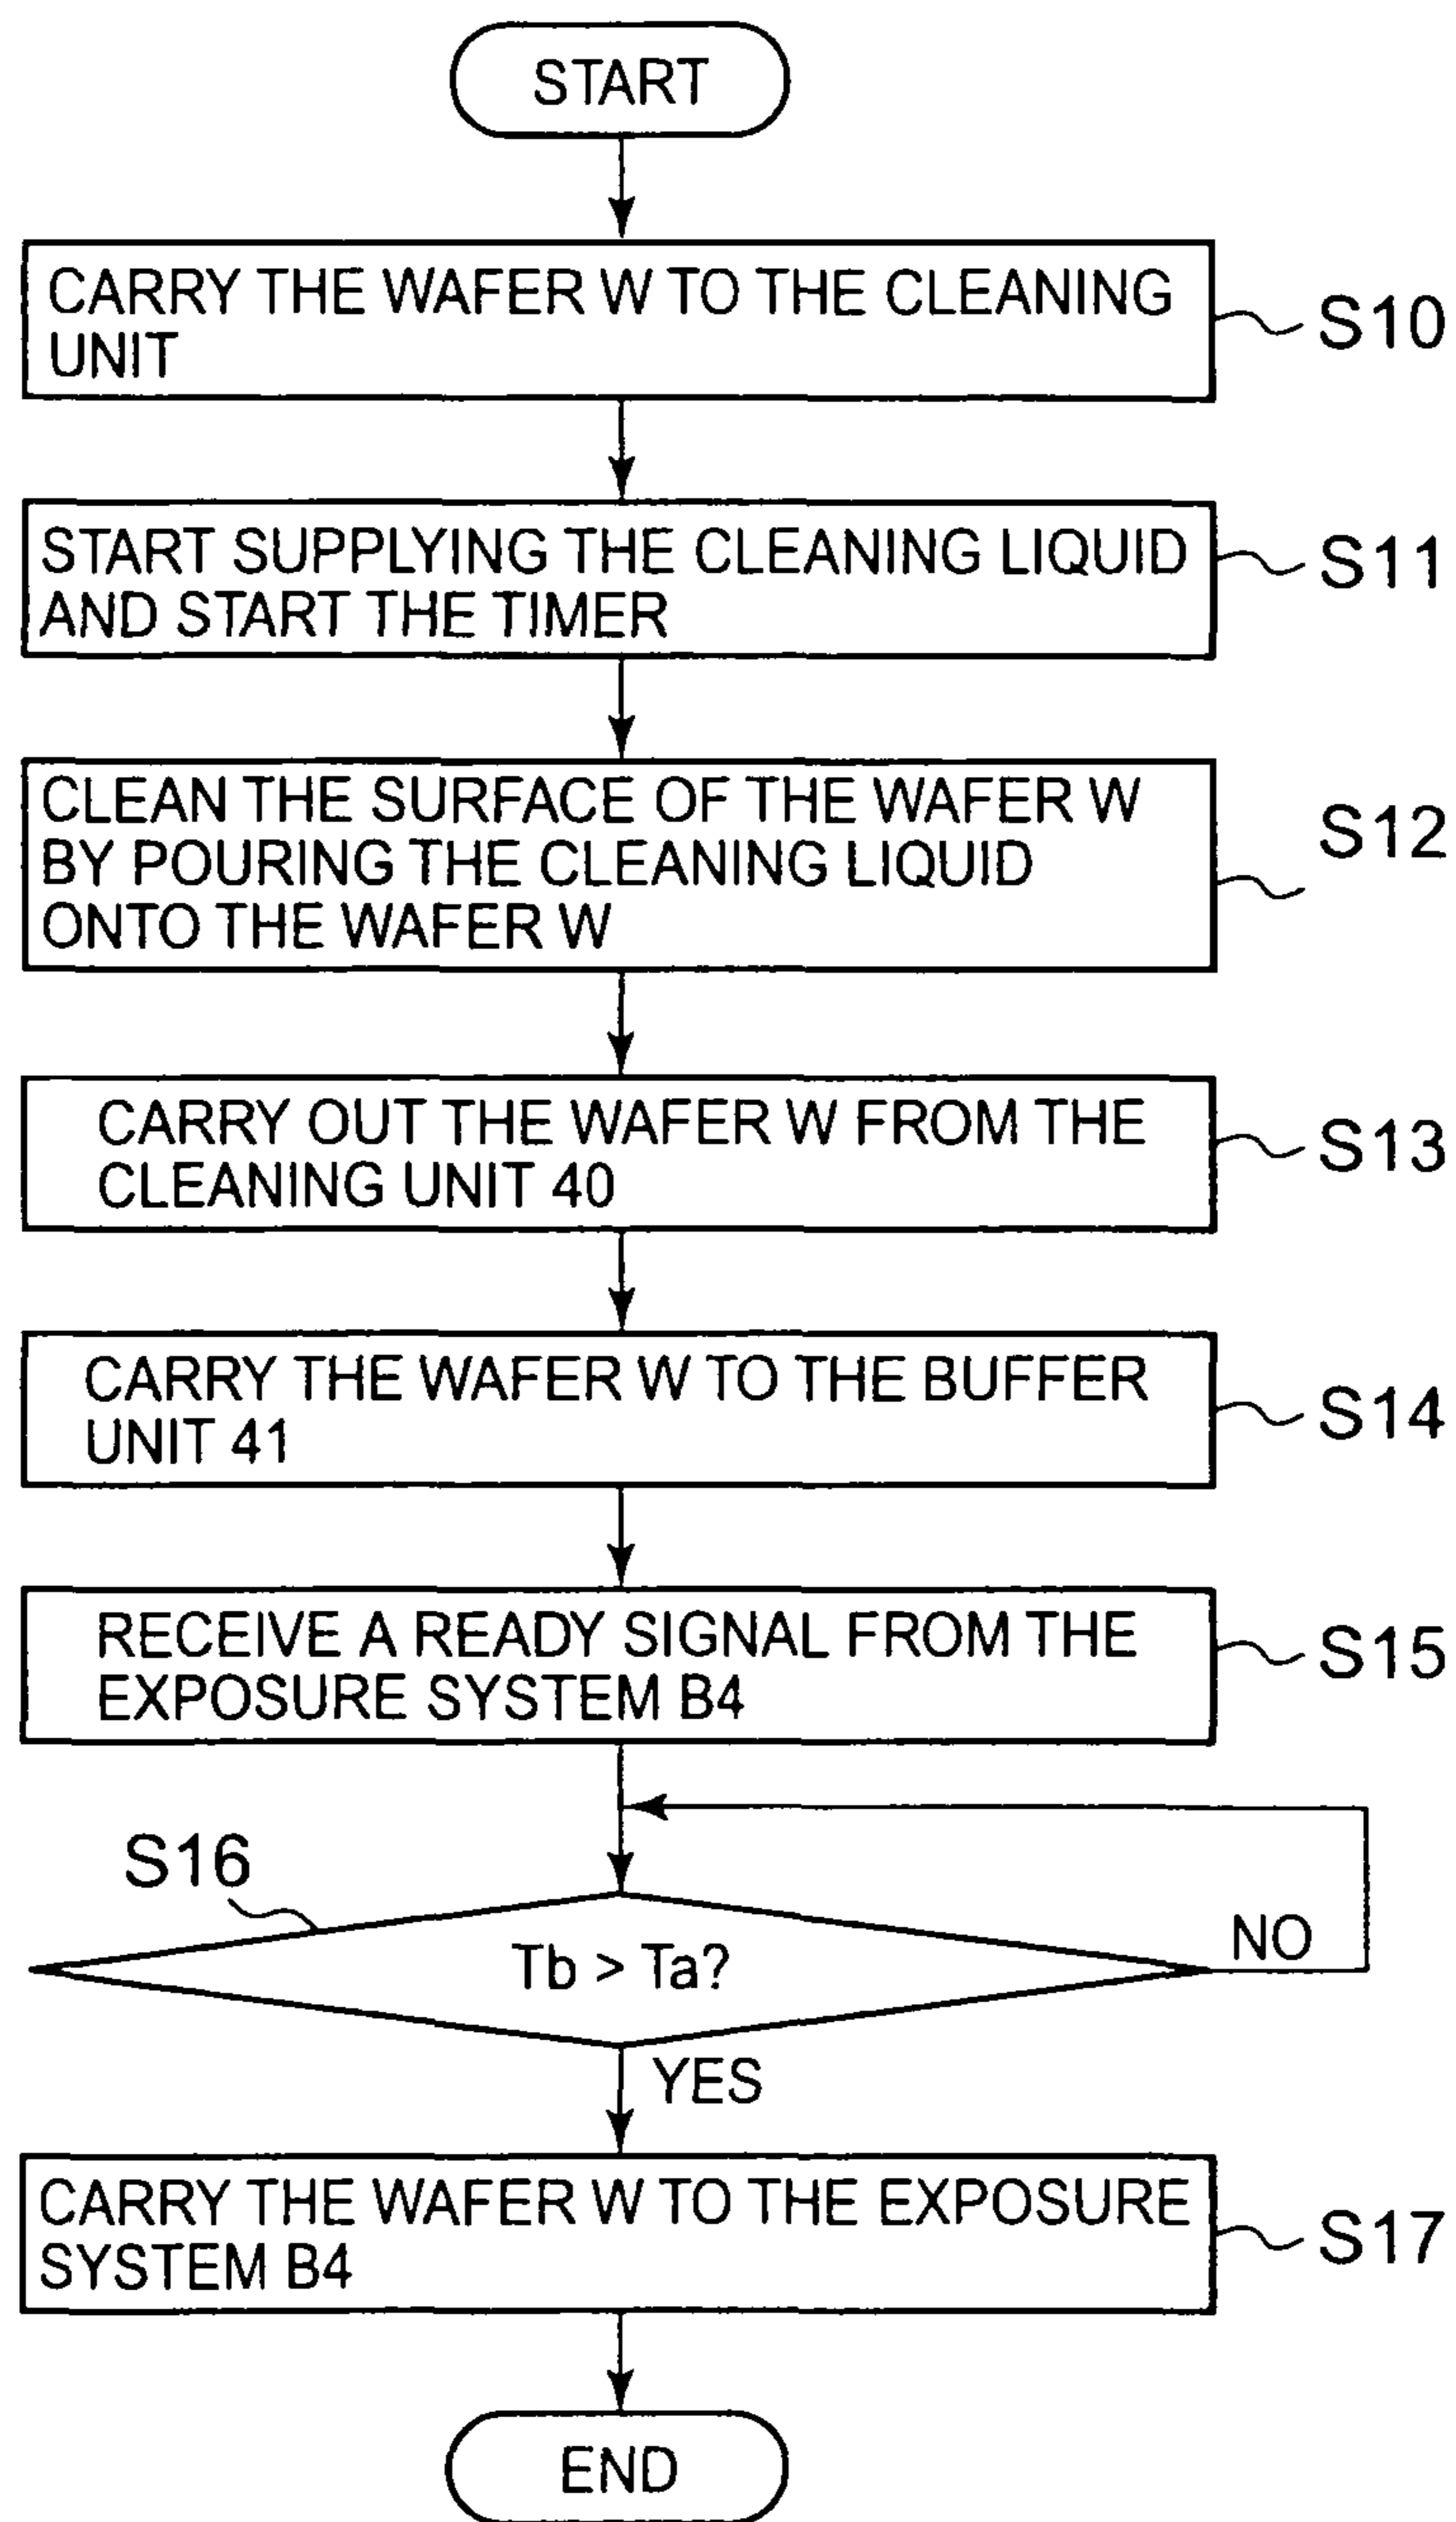 START
CARRY THE WAFER W TO THE CLEANING
UNIT
S10
START SUPPLYING THE CLEANING LIQUID
AND START THE TIMER
S11
CLEAN THE SURFACE OF THE WAFER W
BY POURING THE CLEANING LIQUID
ONTO THE WAFER W
S12
CARRY OUT THE WAFER W FROM THE
CLEANING UNIT 40
S13
CARRY THE WAFER W TO THE BUFFER
UNIT 41
S14
RECEIVE A READY SIGNAL FROM THE
EXPOSURE SYSTEM B4
S15
S16
Tb > Ta?
NO
YES
CARRY THE WAFER W TO THE EXPOSURE
SYSTEM B4
S17
END